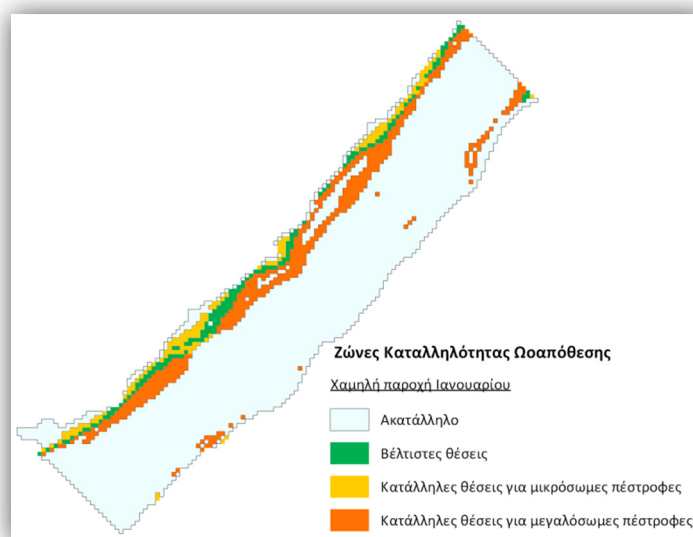 Ζώνες Καταλληλότητας Ωοαπόθεσης
Χαμηλή παροχή Ιανουαρίου
Ακατάλληλο
Βέλτιστες θέσεις
Κατάλληλες θέσεις για μικρόσωμες πέστροφες
Κατάλληλες θέσεις για μεγαλόσωμες πέστροφες